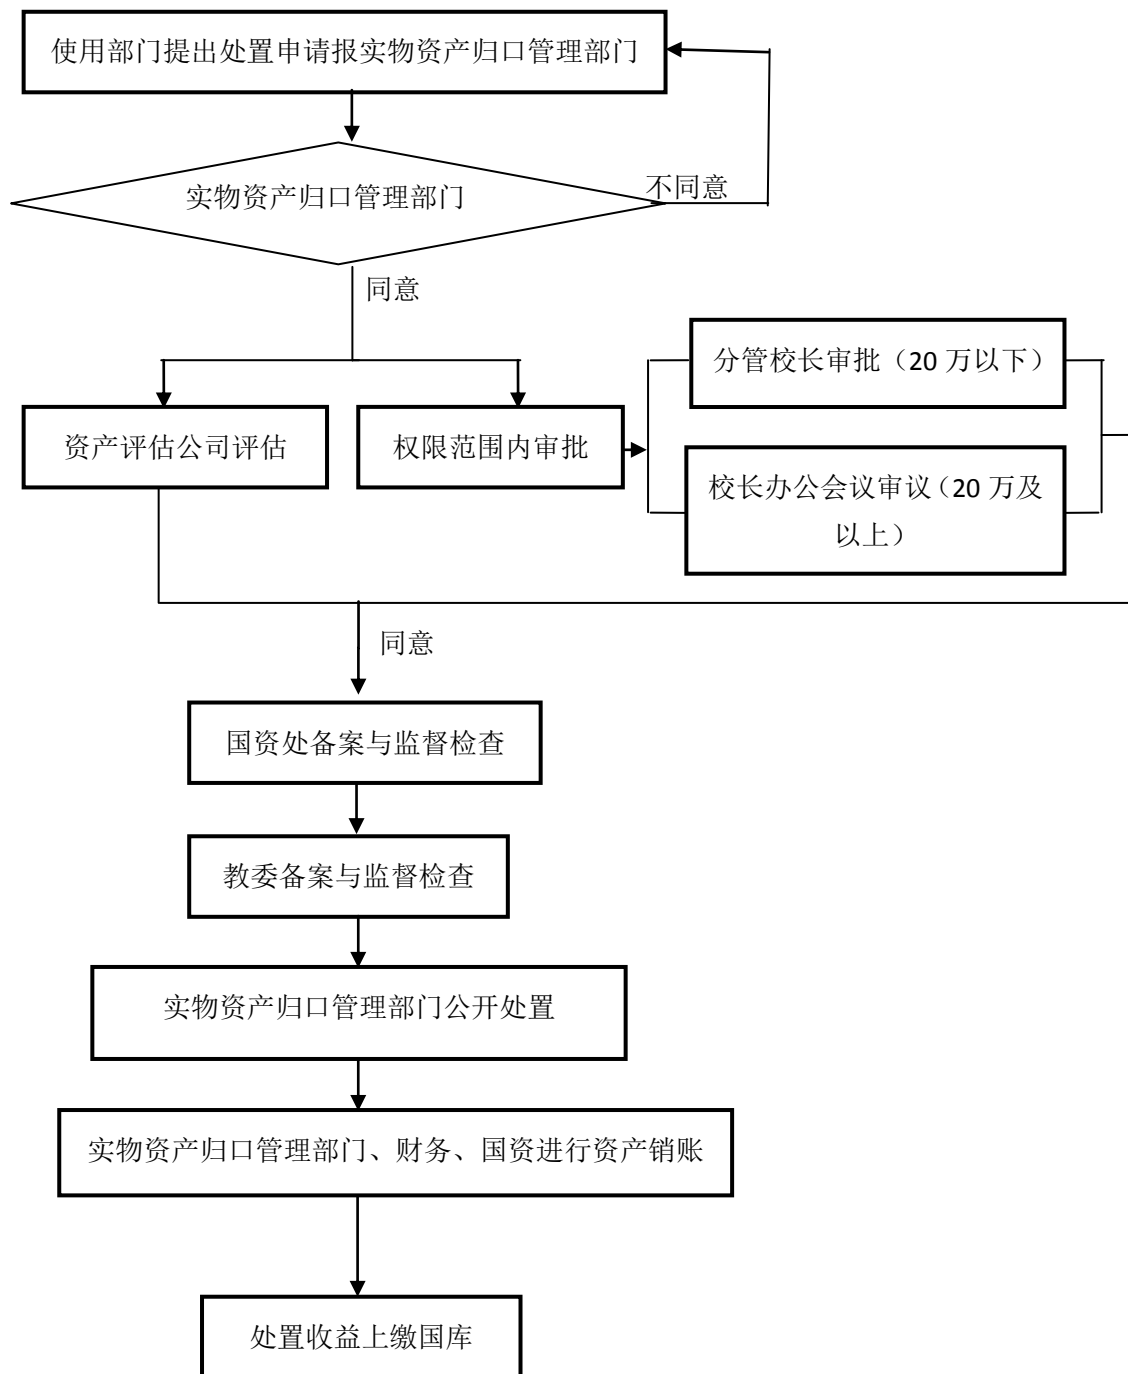 使用部门提出处置申请报实物资产归口管理部门
实物资产归口管理部门
不同意
同意
分管校长审批（20 万以下）
资产评估公司评估
权限范围内审批
校长办公会议审议（20 万及
以上）
同意
国资处备案与监督检查
教委备案与监督检查
实物资产归口管理部门公开处置
实物资产归口管理部门、财务、国资进行资产销账
处置收益上缴国库